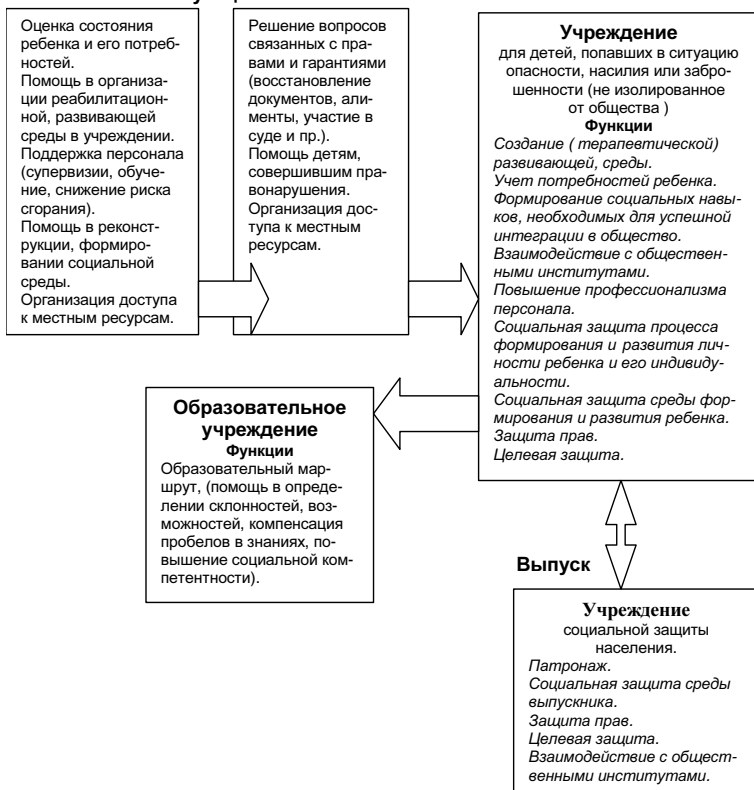 Оценка состояния
ребенка и его потреб-
ностей.
Помощь в организа-
ции реабилитацион-
ной, развивающей
среды в учреждении.
Поддержка персонала
(супервизии, обуче-
ние, снижение риска
сгорания).
Помощь в реконст-
рукции, формиро-
вании социальной
среды.
Организация доступа
к местным ресурсам.
Решение вопросов
связанных с пра-
вами и гарантиями
(восстановление
документов, али-
менты, участие в
суде и пр.).
Помощь детям,
совершившим пра-
вонарушения.
Организация дос-
тупа к местным
ресурсам.
Учреждение
для детей, попавших в ситуацию
опасности, насилия или забро-
шенности (не изолированное
от общества )
Функции
Создание ( терапевтической)
развивающей, среды.
Учет потребностей ребенка.
Формирование социальных навы-
ков, необходимых для успешной
интеграции в общество.
Взаимодействие с обществен-
ными институтами.
Повышение профессионализма
персонала.
Социальная защита процесса
формирования и развития лич-
ности ребенка и его индивиду-
альности.
Социальная защита среды фор-
мирования и развития ребенка.
Защита прав.
Целевая защита.
Образовательное
учреждение
Функции
Образовательный мар-
шрут, (помощь в опреде-
лении склонностей, воз-
можностей, компенсация
пробелов в знаниях, по-
вышение социальной ком-
петентности).
Выпуск
Учреждение
социальной защиты
населения.
Патронаж.
Социальная защита среды
выпускника.
Защита прав.
Целевая защита.
Взаимодействие с общест-
венными институтами.